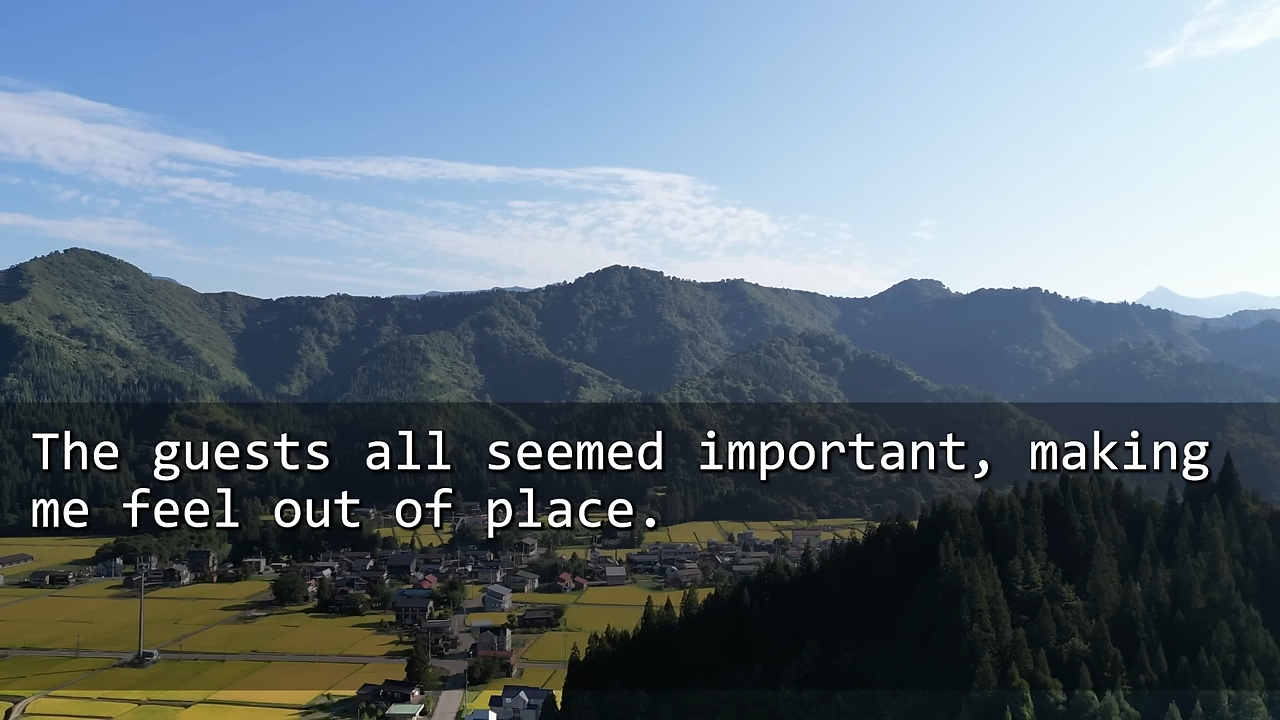 The guests all seemed important, making
me feel out of place.